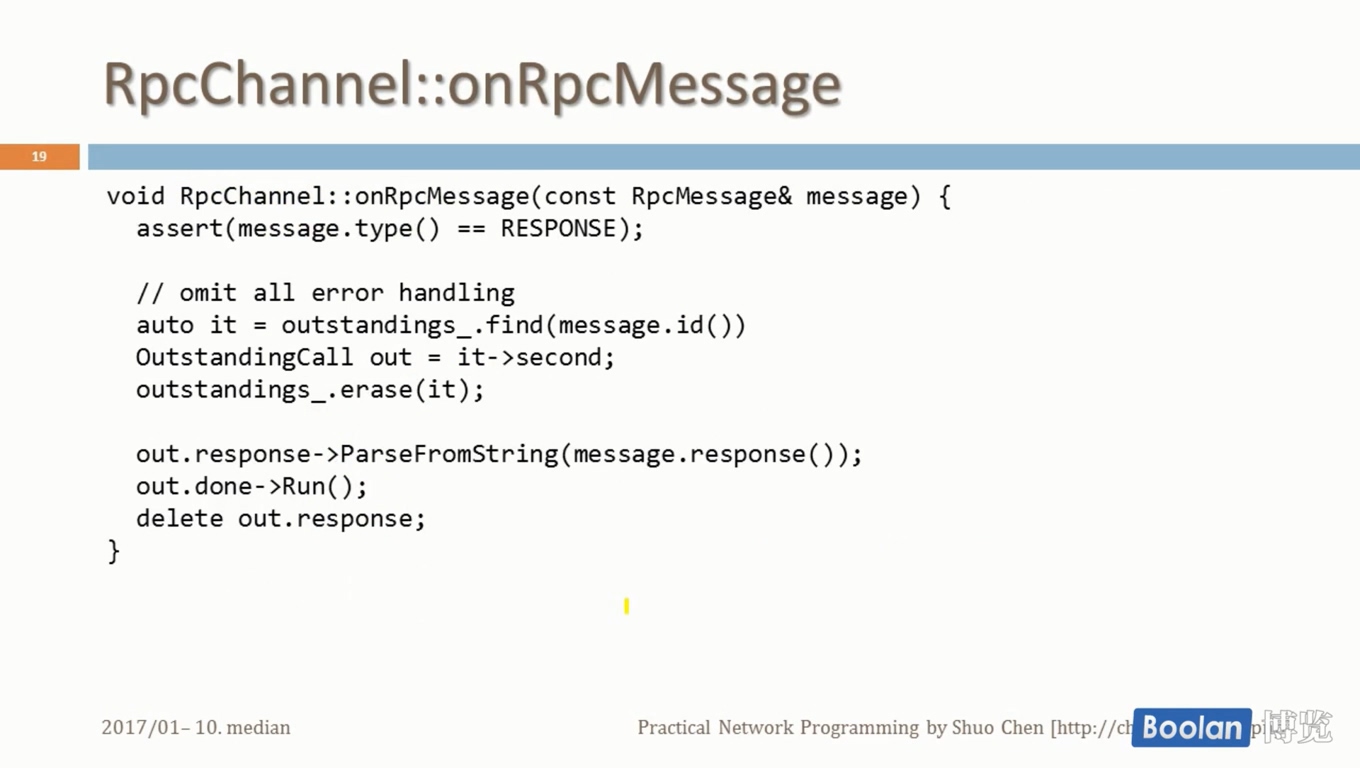 RpcChannel::onRpcMessage
19
void RpcChannel::onRpcMessage(const RpcMessage& message) {
  assert(message.type() == RESPONSE);
  // omit all error handling
  auto it = outstandings_.find(message.id())
  OutstandingCall out = it->second;
  outstandings_.erase(it);
  out.response->ParseFromString(message.response());
  out.done->Run();
  delete out.response;
}
2017/01– 10. median
Practical Network Programming by Shuo Chen [http://ch
Boolan 博览